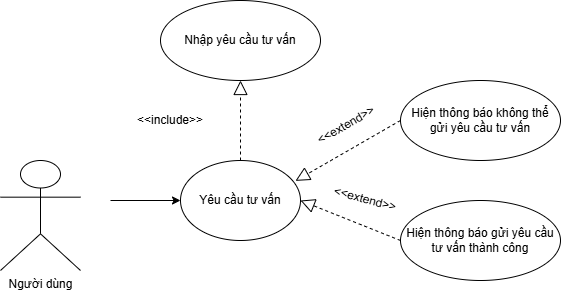 Nhập yêu cầu tư vấn
<<include>>
<<extend>>
Hiện thông báo không thể
gửi yêu cầu tư vấn
Yêu cầu tư vấn
<<extend>>
Hiện thông báo gửi yêu cầu
tư vấn thành công
Người dùng